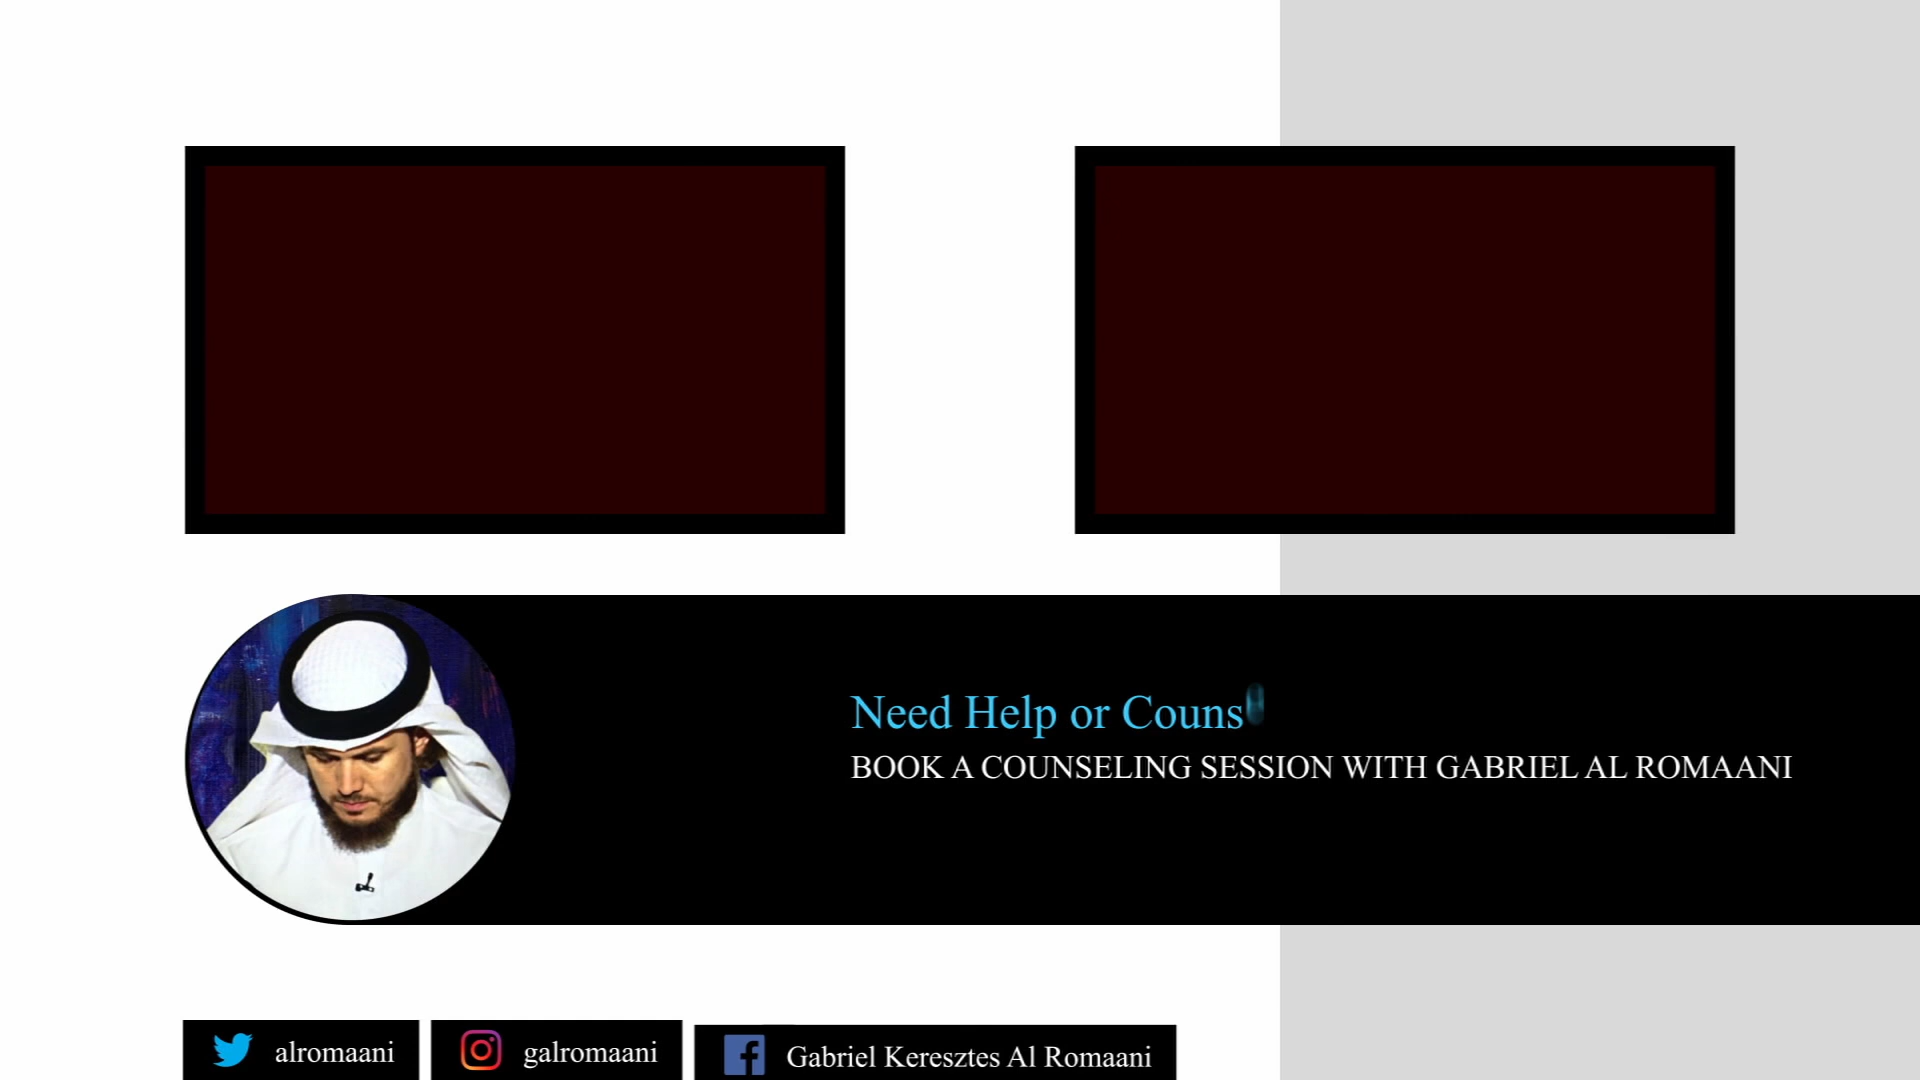 Need Help or Couns
BOOK A COUNSELING SESSION WITH GABRIEL AL ROMAANI
alromaani
galromaani
Gabriel Keresztes Al Romaani